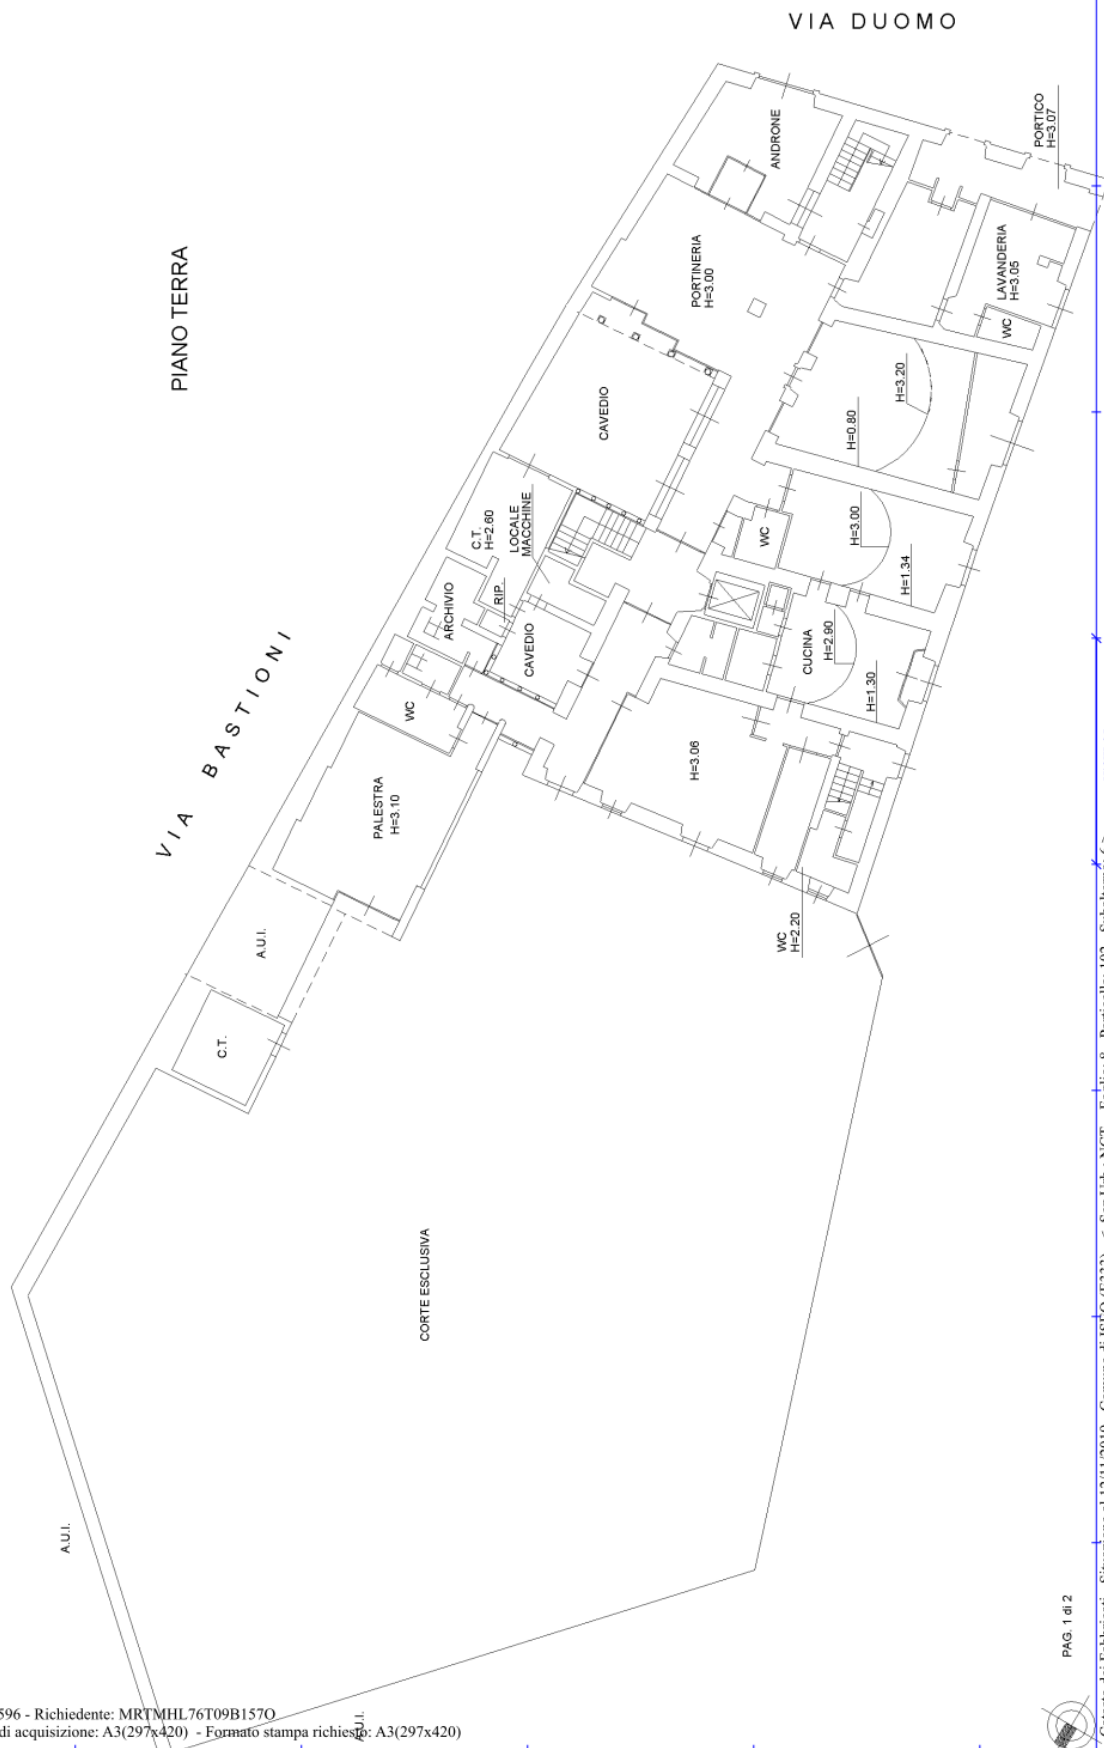 VIA DUOMO
PORTICO
H=3.07
ANDRONE
PIANO TERRA
PORTINERIA
H=3.00
LAVANDERIA
H=3.05
WC
CAVEDIO
H=3.20
H=0.80
C.T.
H=2.60
LOCALE
MACCHINE
WC
H=3.00
H=1.34
ARCHIVIO
RIP.
CAVEDIO
CUCINA
H=2.90
H=1.30
VIA BASTIONI
WC
H=3.06
PALESTRA
H=3.10
A.U.I.
WC
H=2.20
C.T.
CORTE ESCLUSIVA
A.U.I.
PAG. 1 di 2
A.U.I.
596 - Richiedente: MRTMHL76T09B157O
di acquisizione: A3(297x420) - Formato stampa richiesto: A3(297x420)